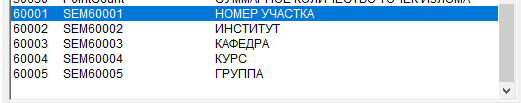 60001 SEM60001 НОМЕР УЧАСТКА
60002 SEM60002 ИНСТИТУТ
60003 SEM60003 КАФЕДРА
60004 SEM60004 КУРС
60005 SEM60005 ГРУППА